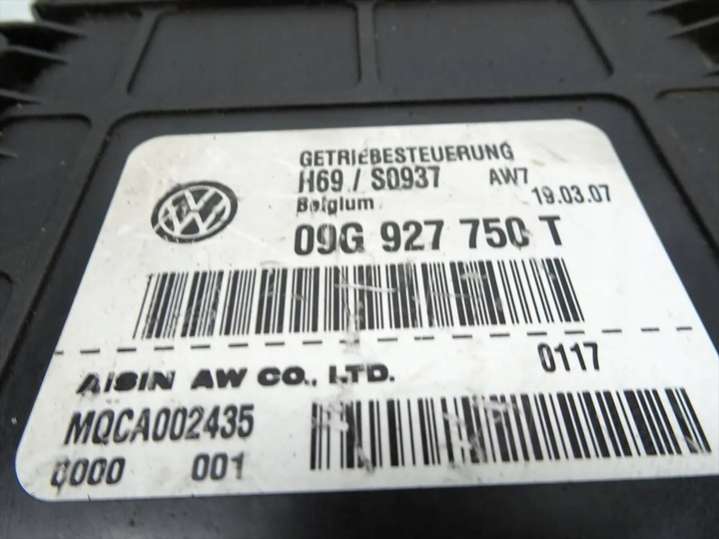 GETRIEBESTEUERUNG
H69 / S0937 AW7 19.03.07
Belgium
09G 927 750 T
AISIN AW CO., LTD. 0117
MQCA002435
0000 001